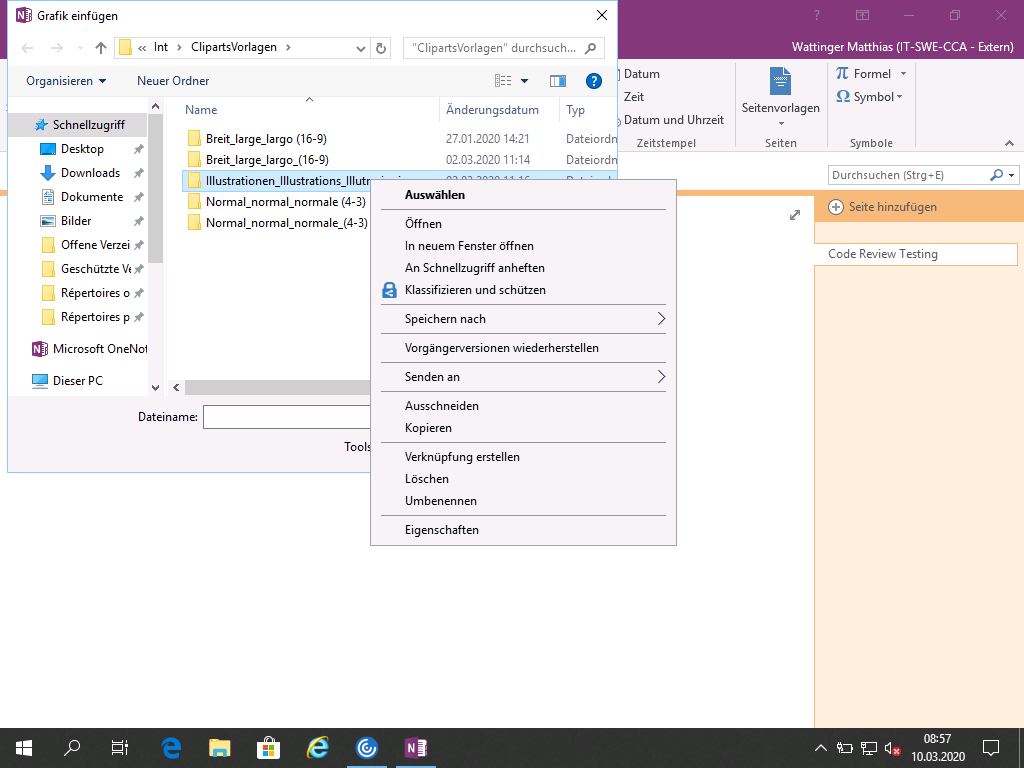 Grafik einfügen
« Int > ClipartsVorlagen >
"ClipartsVorlagen" durchsuch...
Organisieren
Neuer Ordner
?
Name
Änderungsdatum
Typ
Schnellzugriff
Desktop
Downloads
Dokumente
Bilder
Offene Verzei
Geschützte Ve
Répertoires o
Répertoires p
Microsoft OneNot
Dieser PC
Breit_large_largo (16-9)
27.01.2020 14:21
Dateiordn
Breit_large_largo_(16-9)
02.03.2020 11:14
Dateiordn
Illustrationen_Illustrations_Illutr
Normal_normal_normale (4-3)
Normal_normal_normale_(4-3)
Dateiname:
Tools
Auswählen
Öffnen
In neuem Fenster öffnen
An Schnellzugriff anheften
Klassifizieren und schützen
Speichern nach
Vorgängerversionen wiederherstellen
Senden an
Ausschneiden
Kopieren
Verknüpfung erstellen
Löschen
Umbenennen
Eigenschaften
?
Wattinger Matthias (IT-SWE-CCA - Extern)
Datum
Zeit
Datum und Uhrzeit
Zeitstempel
Seitenvorlagen
Seiten
π Formel
Ω Symbol
Symbole
Durchsuchen (Strg+E)
Seite hinzufügen
Code Review Testing
08:57
10.03.2020